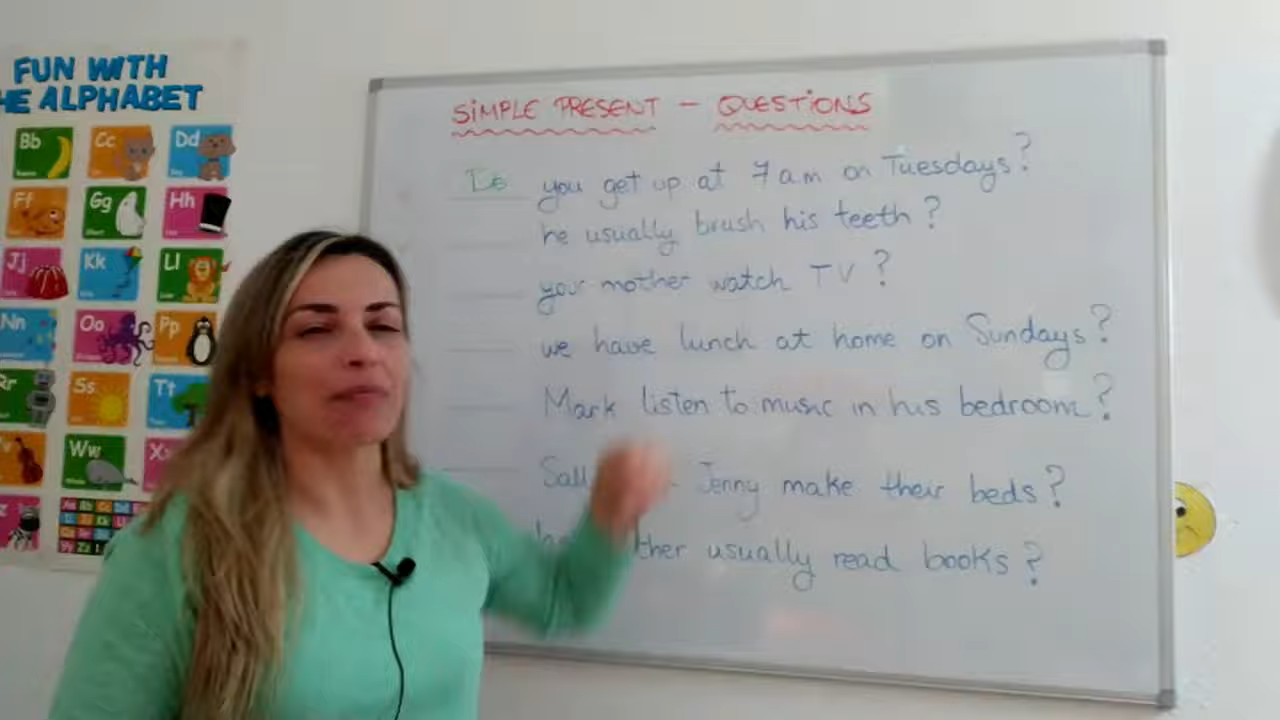 FUN WITH
HE ALPHABET
Bb Cc Dd
Ff Gg Hh
Jj Kk Ll
Nn Oo Pp
Rr Ss Tt
Ww
SIMPLE PRESENT - QUESTIONS
Do you get up at 7 am on Tuesdays?
he usually brush his teeth?
your mother watch TV?
we have lunch at home on Sundays?
Mark listen to music in his bedroom?
Jenny make their beds?
usually read books?